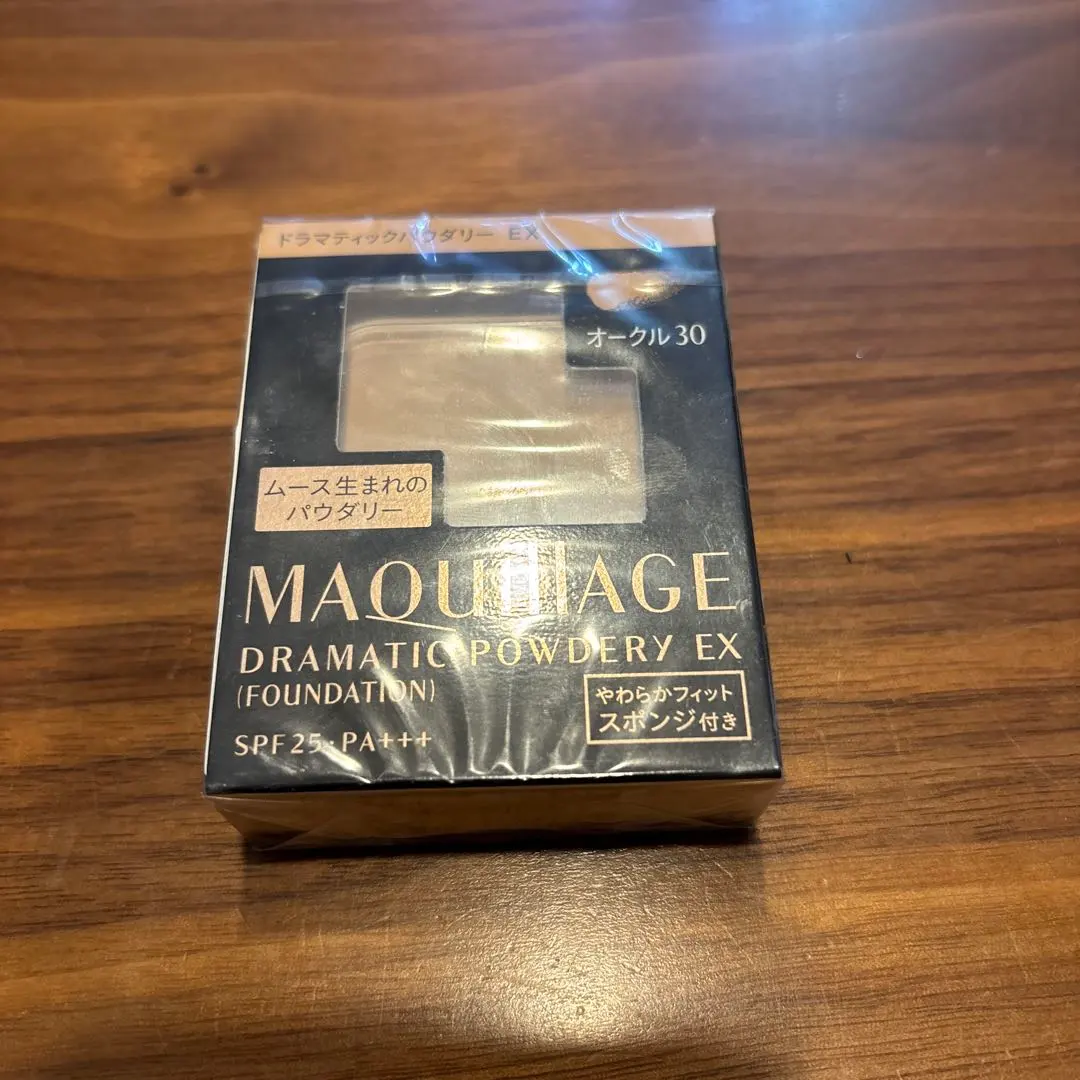 ドラマティックパウダリー EX
オークル 30
ムース生まれの
パウダリー
MAQUillAGE
DRAMATIC POWDERY EX
(FOUNDATION)
やわらかフィット
スポンジ付き
SPF25・PA+++